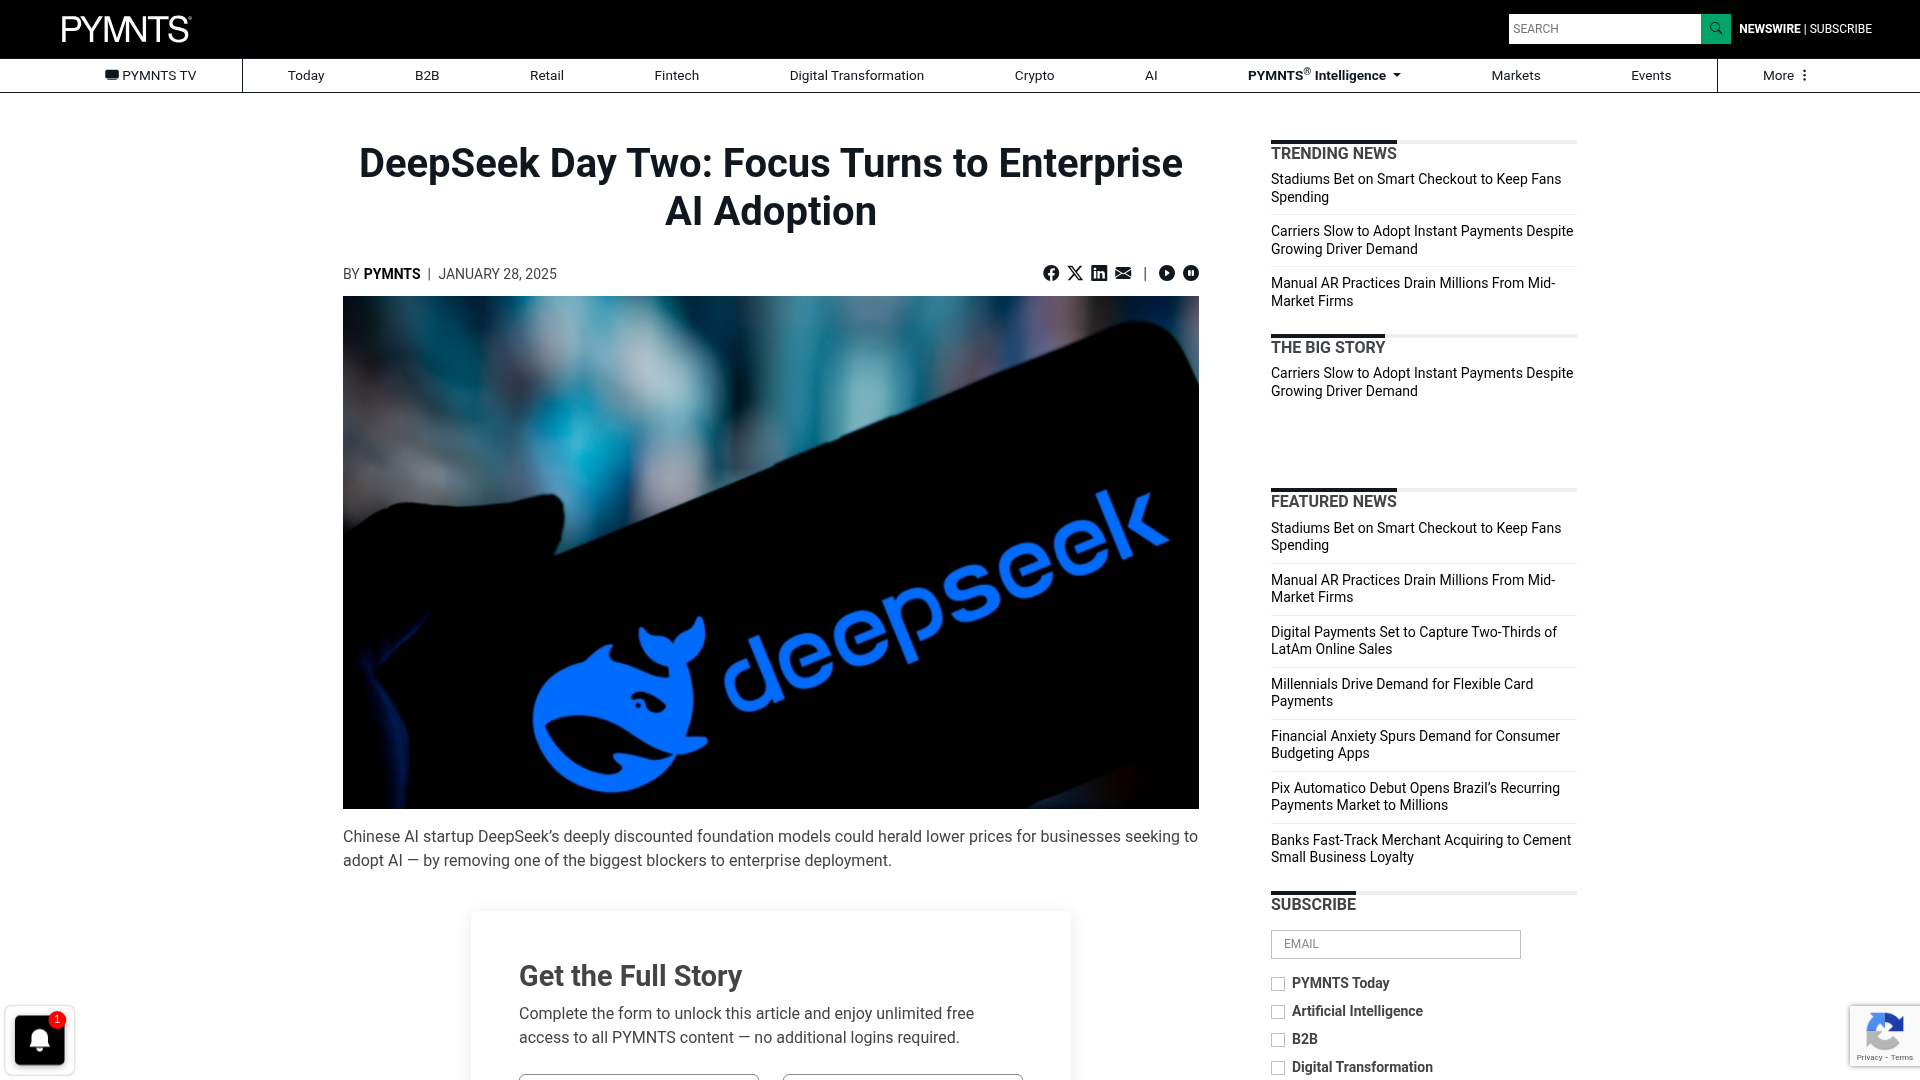 PYMNTS®
SEARCH
NEWSWIRE | SUBSCRIBE
PYMNTS TV
Today
B2B
Retail
Fintech
Digital Transformation
Crypto
AI
PYMNTS® Intelligence
Markets
Events
More
DeepSeek Day Two: Focus Turns to Enterprise
AI Adoption
BY PYMNTS | JANUARY 28, 2025
|
deepseek
Chinese AI startup DeepSeek’s deeply discounted foundation models could herald lower prices for businesses seeking to
adopt AI — by removing one of the biggest blockers to enterprise deployment.
Get the Full Story
Complete the form to unlock this article and enjoy unlimited free
access to all PYMNTS content — no additional logins required.
TRENDING NEWS
Stadiums Bet on Smart Checkout to Keep Fans
Spending
Carriers Slow to Adopt Instant Payments Despite
Growing Driver Demand
Manual AR Practices Drain Millions From Mid-
Market Firms
THE BIG STORY
Carriers Slow to Adopt Instant Payments Despite
Growing Driver Demand
FEATURED NEWS
Stadiums Bet on Smart Checkout to Keep Fans
Spending
Manual AR Practices Drain Millions From Mid-
Market Firms
Digital Payments Set to Capture Two-Thirds of
LatAm Online Sales
Millennials Drive Demand for Flexible Card
Payments
Financial Anxiety Spurs Demand for Consumer
Budgeting Apps
Pix Automatico Debut Opens Brazil’s Recurring
Payments Market to Millions
Banks Fast-Track Merchant Acquiring to Cement
Small Business Loyalty
SUBSCRIBE
EMAIL
PYMNTS Today
Artificial Intelligence
B2B
Digital Transformation
1
Privacy - Terms